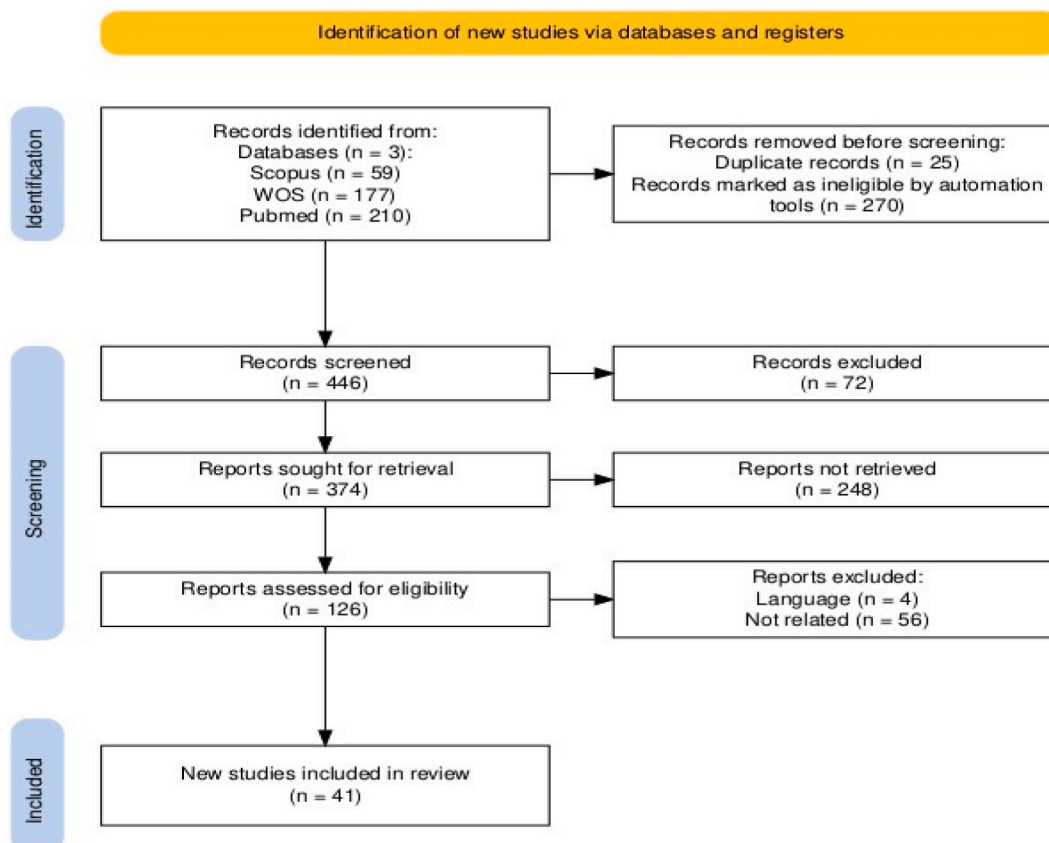 Identification of new studies via databases and registers
Identification
Records identified from:
Databases (n = 3):
Scopus (n = 59)
WOS (n = 177)
Pubmed (n = 210)
Records removed before screening:
Duplicate records (n = 25)
Records marked as ineligible by automation
tools (n = 270)
Screening
Records screened
(n = 446)
Records excluded
(n = 72)
Reports sought for retrieval
(n = 374)
Reports not retrieved
(n = 248)
Reports assessed for eligibility
(n = 126)
Reports excluded:
Language (n = 4)
Not related (n = 56)
Included
New studies included in review
(n = 41)